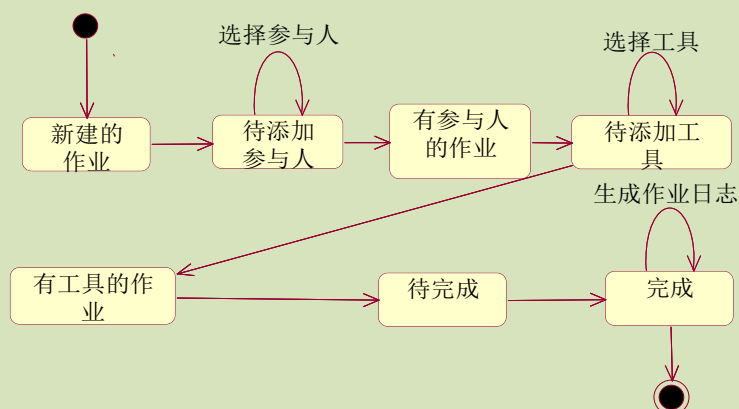 选择参与人
选择工具
新建的
作业
待添加
参与人
有参与人
的作业
待添加工
具
生成作业日志
有工具的作
业
待完成
完成